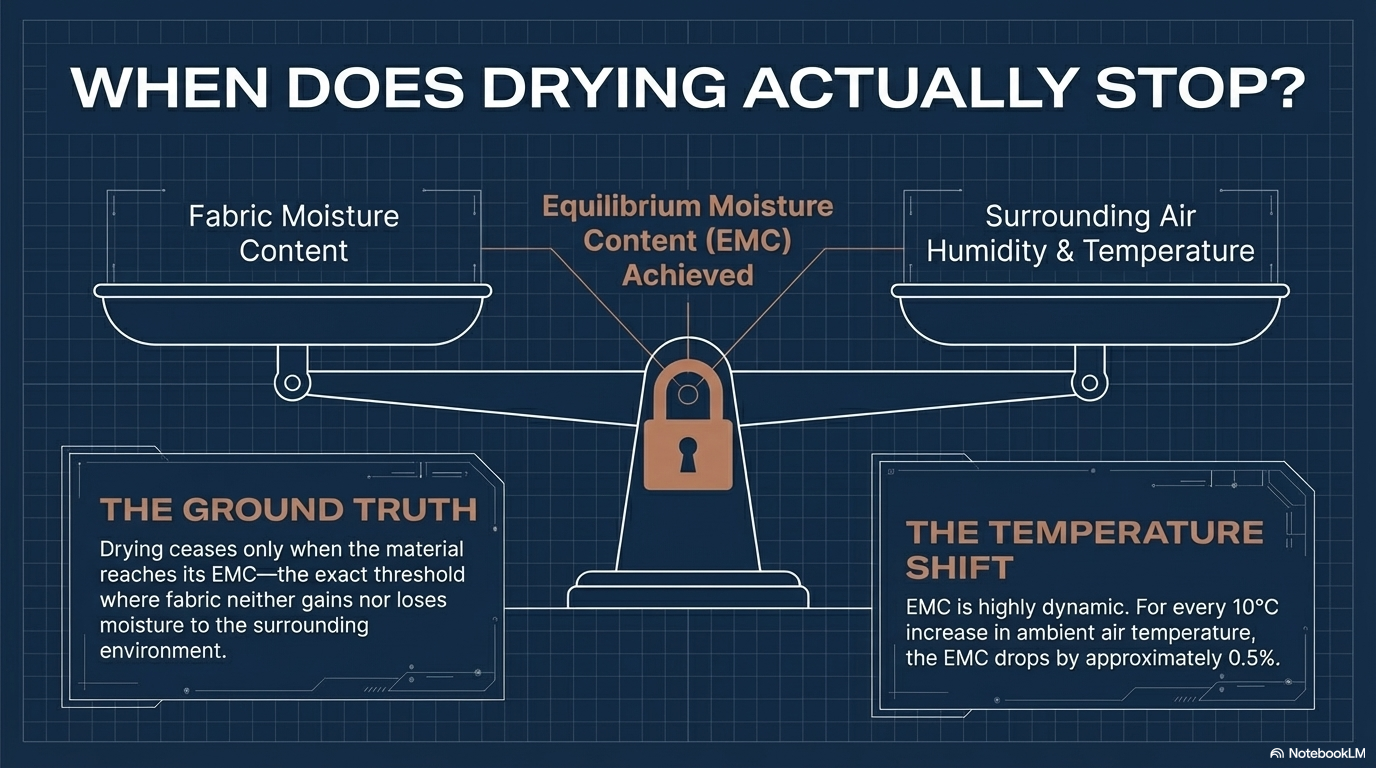 WHEN DOES DRYING ACTUALLY STOP?
Fabric Moisture
Content
Equilibrium Moisture
Content (EMC)
Achieved
Surrounding Air
Humidity & Temperature
THE GROUND TRUTH
Drying ceases only when the material
reaches its EMC—the exact threshold
where fabric neither gains nor loses
moisture to the surrounding
environment.
THE TEMPERATURE
SHIFT
EMC is highly dynamic. For every 10°C
increase in ambient air temperature,
the EMC drops by approximately 0.5%.
NotebookLM